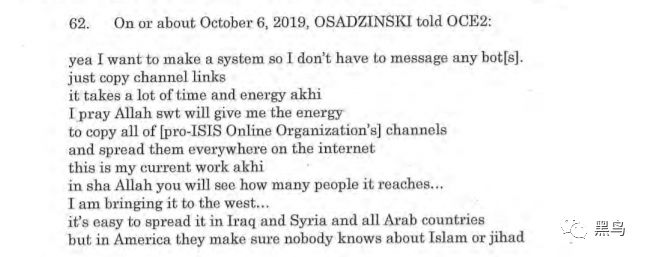 62. On or about October 6, 2019, OSADZINSKI told OCE2:
yea I want to make a system so I don't have to message any bot[s].
just copy channel links
it takes a lot of time and energy akhi
I pray Allah swt will give me the energy
to copy all of [pro-ISIS Online Organization's] channels
and spread them everywhere on the internet
this is my current work akhi
in sha Allah you will see how many people it reaches...
I am bringing it to the west...
it's easy to spread it in Iraq and Syria and all Arab countries
but in America they make sure nobody knows about Islam or jihad
黑鸟